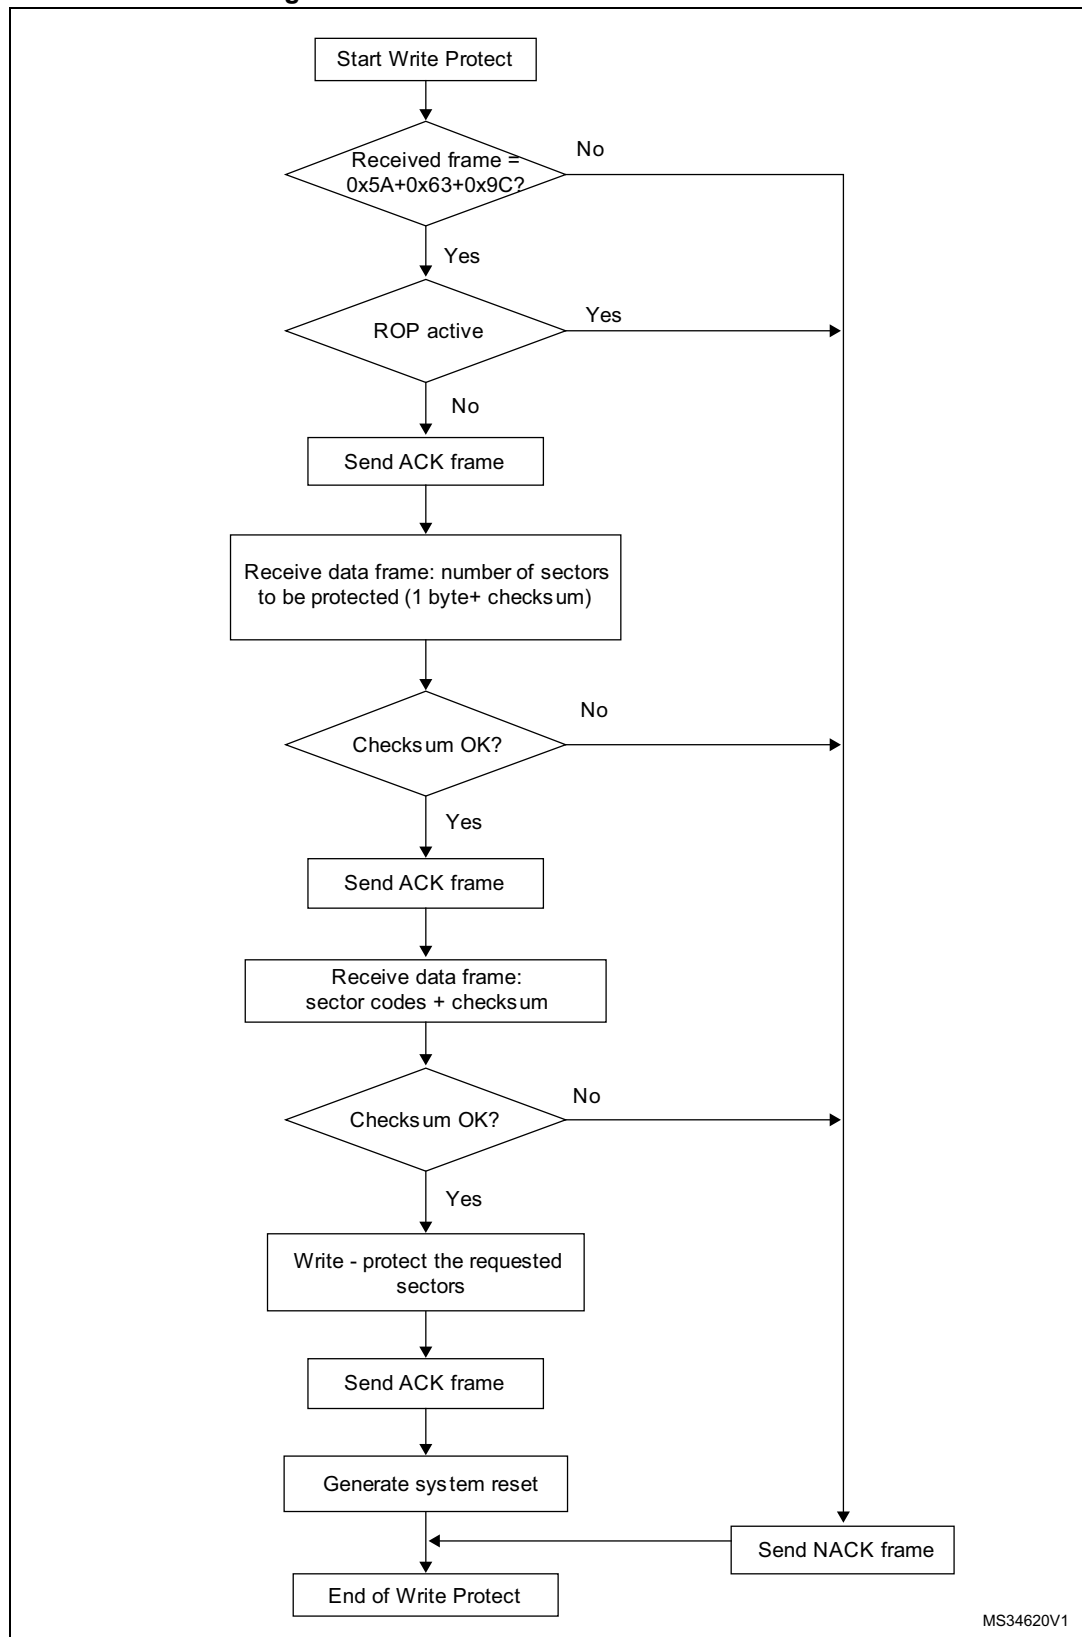 Start Write Protect
Received frame =
0x5A+0x63+0x9C?
No
Yes
ROP active
Yes
No
Send ACK frame
Receive data frame: number of sectors
to be protected (1 byte+ checksum)
Checksum OK?
No
Yes
Send ACK frame
Receive data frame:
sector codes + checksum
Checksum OK?
No
Yes
Write - protect the requested
sectors
Send ACK frame
Generate system reset
Send NACK frame
End of Write Protect
MS34620V1